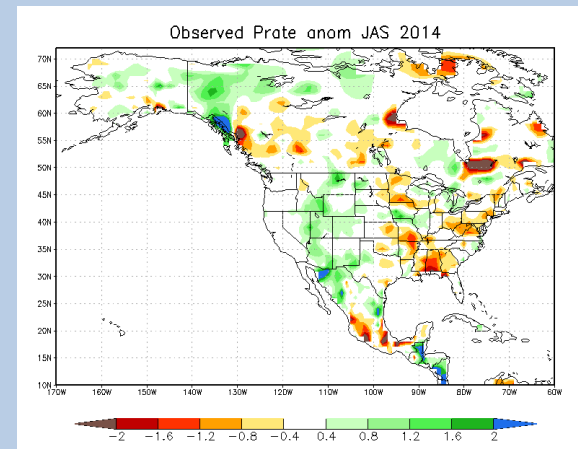 Observed Prate anom JAS 2014
70N
65N
60N
55N
50N
45N
40N
35N
30N
25N
20N
15N
10N
170W 160W 150W 140W 130W 120W 110W 100W 90W 80W 70W 60W
-2 -1.6 -1.2 -0.8 -0.4 0.4 0.8 1.2 1.6 2